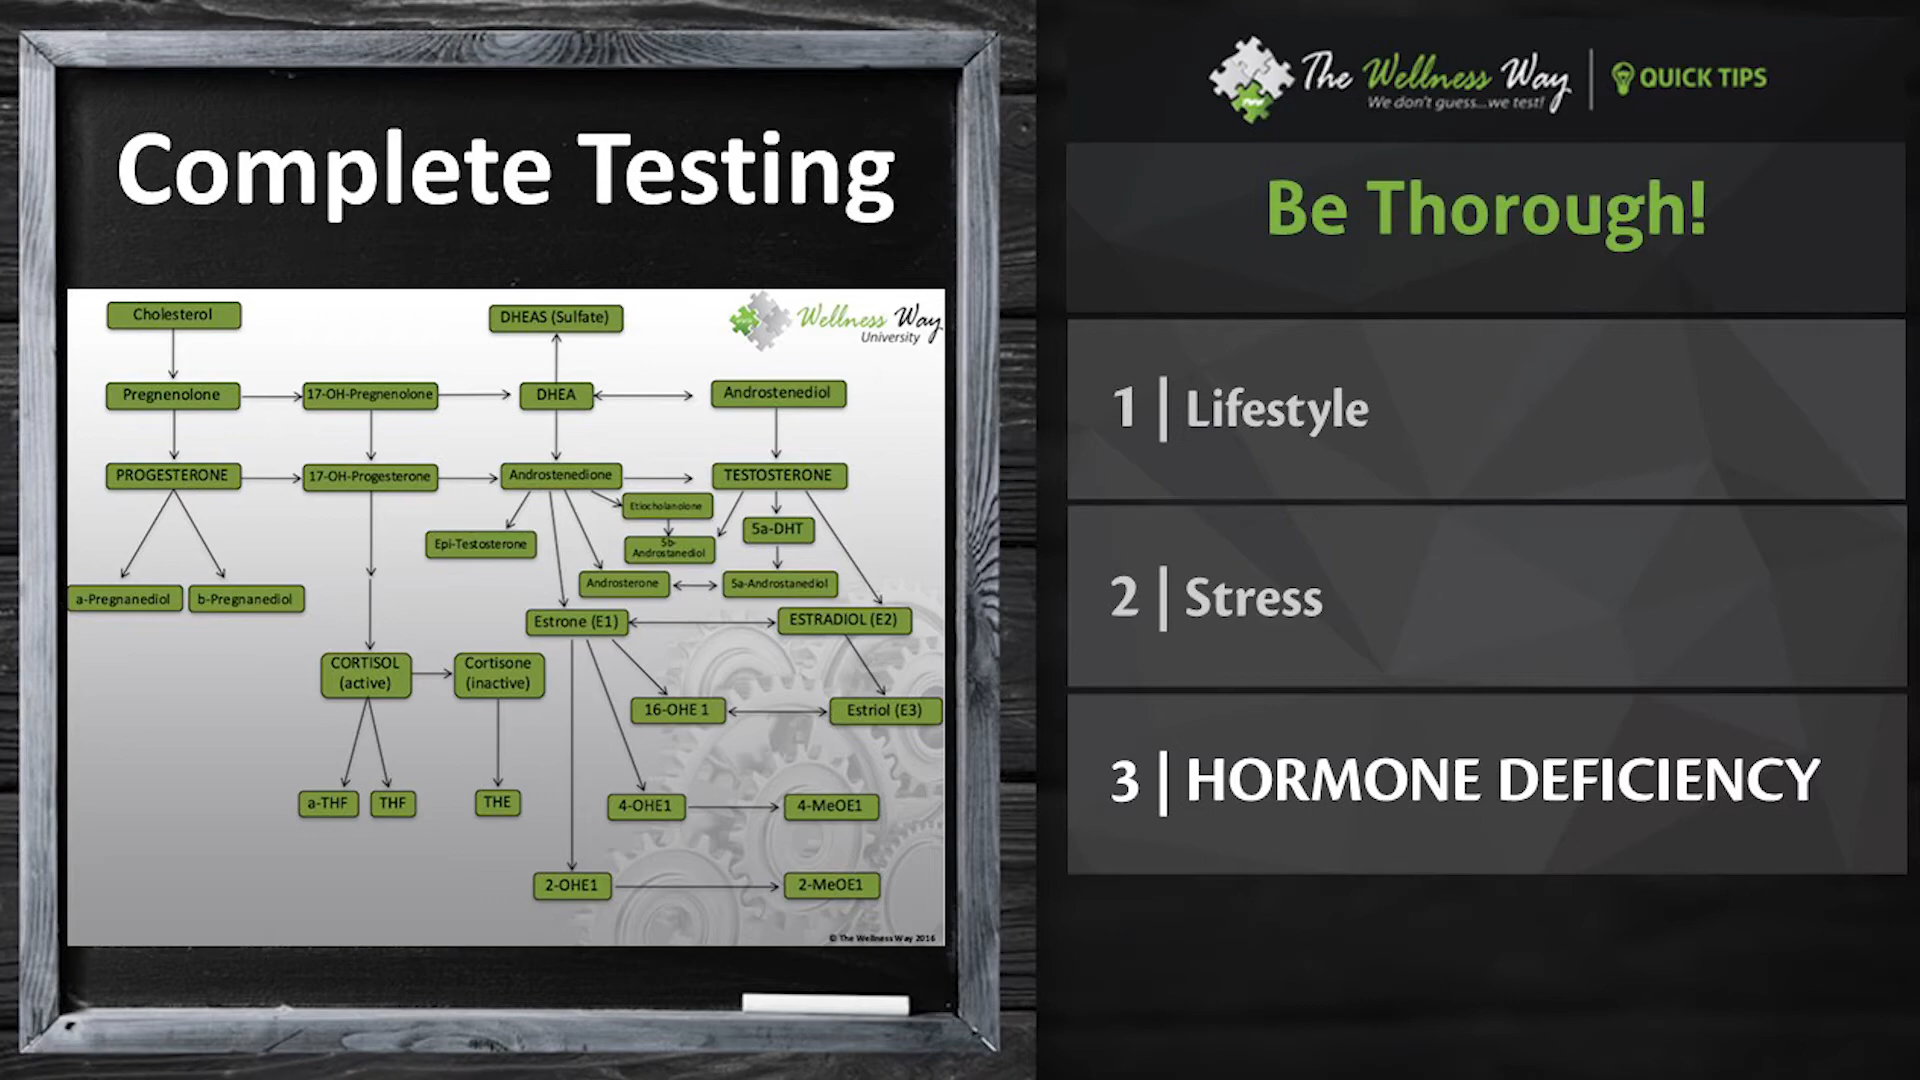 Complete Testing
Cholesterol
DHEAS (Sulfate)
Wellness Way
University
Pregnenolone
17-OH-Pregnenolone
DHEA
Androstenediol
PROGESTERONE
17-OH-Progesterone
Androstenedione
TESTOSTERONE
Etiocholanolone
Epi-Testosterone
5b-
Androstanediol
5a-DHT
Androsterone
5a-Androstanediol
a-Pregnanediol
b-Pregnanediol
Estrone (E1)
ESTRADIOL (E2)
CORTISOL
(active)
Cortisone
(inactive)
16-OHE 1
Estriol (E3)
a-THF
THF
THE
4-OHE1
4-MeOE1
2-OHE1
2-MeOE1
© The Wellness Way 2016
The Wellness Way
We don't guess...we test!
QUICK TIPS
Be Thorough!
1 | Lifestyle
2 | Stress
3 | HORMONE DEFICIENCY